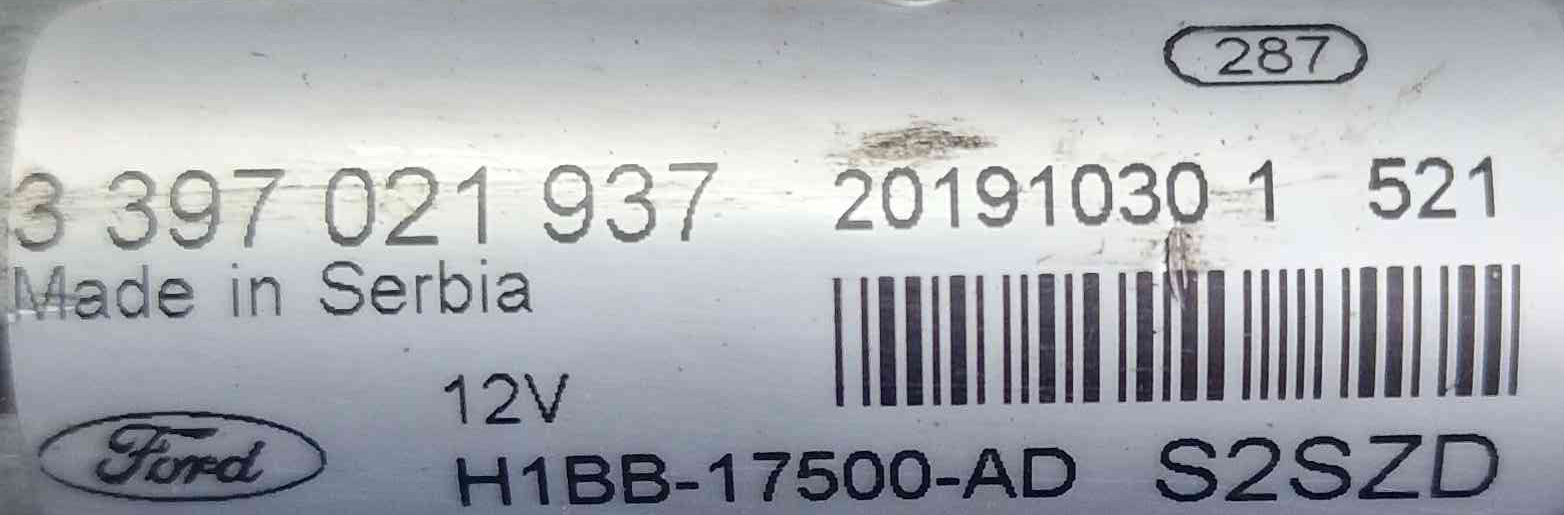 287
3 397 021 937 20191030 1 521
Made in Serbia
12V
Ford H1BB-17500-AD S2SZD